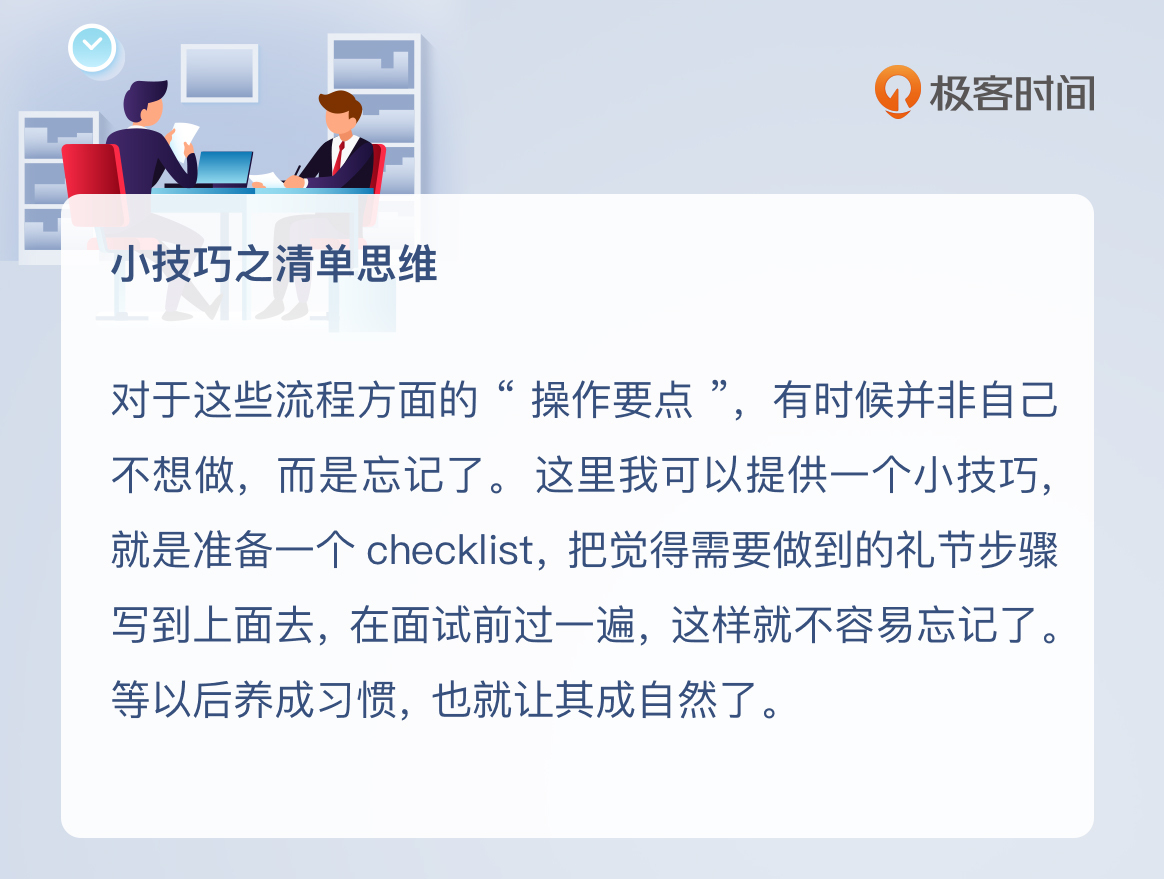 极客时间
小技巧之清单思维
对于这些流程方面的“操作要点”，有时候并非自己
不想做，而是忘记了。这里我可以提供一个小技巧，
就是准备一个 checklist，把觉得需要做到的礼节步骤
写到上面去，在面试前过一遍，这样就不容易忘记了。
等以后养成习惯，也就让其成自然了。